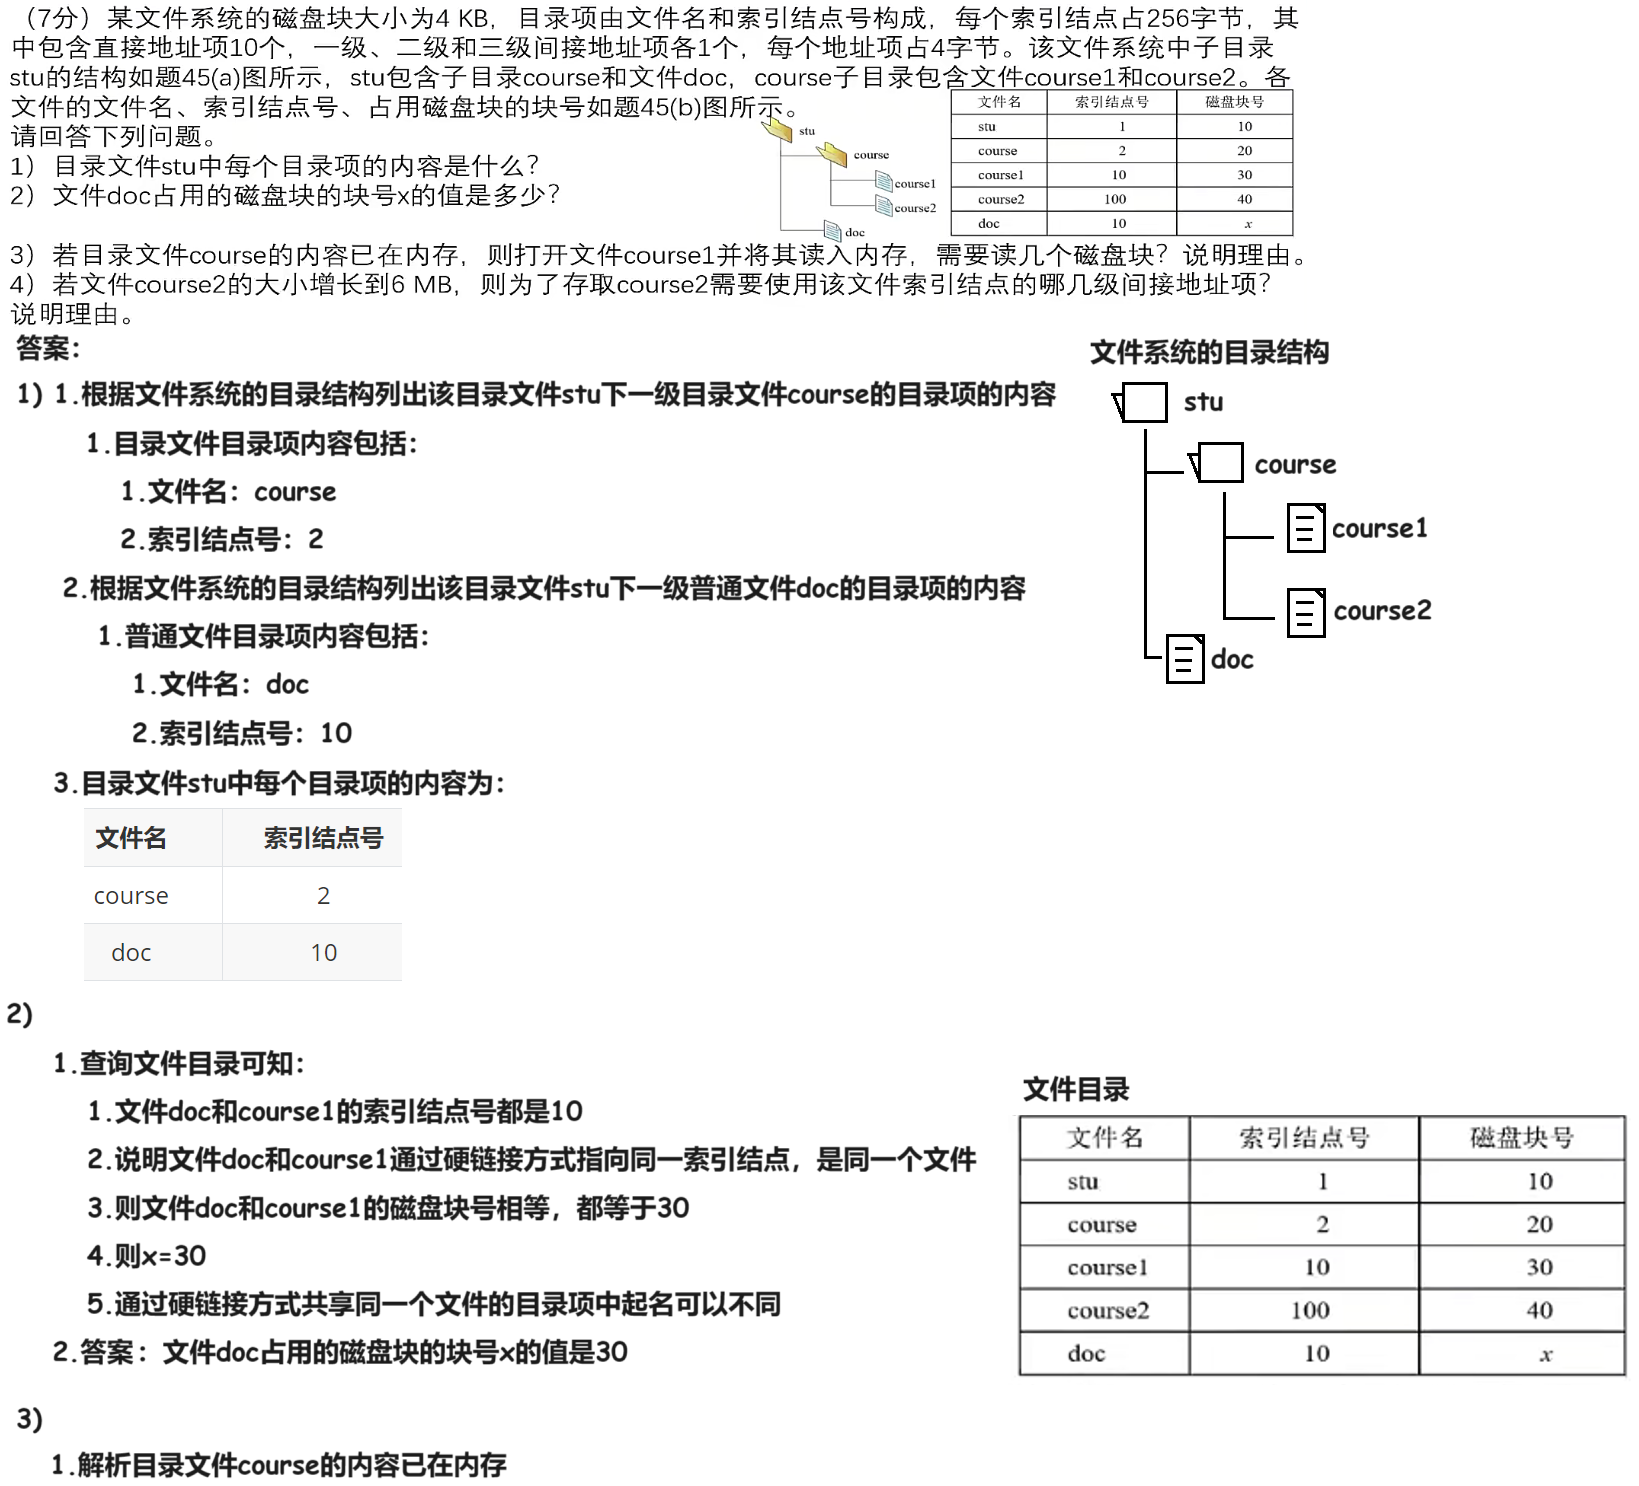 （7分）某文件系统的磁盘块大小为4 KB，目录项由文件名和索引结点号构成，每个索引结点占256字节，其
中包含直接地址项10个，一级、二级和三级间接地址项各1个，每个地址项占4字节。该文件系统中子目录
stu的结构如题45(a)图所示，stu包含子目录course和文件doc，course子目录包含文件course1和course2。各
文件的文件名、索引结点号、占用磁盘块的块号如题45(b)图所示。
请回答下列问题。
1）目录文件stu中每个目录项的内容是什么？
2）文件doc占用的磁盘块的块号x的值是多少？
stu
course
course1
course2
doc
文件名 索引结点号 磁盘块号
stu 1 10
course 2 20
course1 10 30
course2 100 40
doc 10 x
3）若目录文件course的内容已在内存，则打开文件course1并将其读入内存，需要读几个磁盘块？说明理由。
4）若文件course2的大小增长到6 MB，则为了存取course2需要使用该文件索引结点的哪几级间接地址项？
说明理由。
答案：
1) 1.根据文件系统的目录结构列出该目录文件stu下一级目录文件course的目录项的内容
1.目录文件目录项内容包括：
1.文件名：course
2.索引结点号：2
2.根据文件系统的目录结构列出该目录文件stu下一级普通文件doc的目录项的内容
1.普通文件目录项内容包括：
1.文件名：doc
2.索引结点号：10
3.目录文件stu中每个目录项的内容为：
文件名 索引结点号
course 2
doc 10
文件系统的目录结构
stu
course
course1
course2
doc
2)
1.查询文件目录可知：
1.文件doc和course1的索引结点号都是10
2.说明文件doc和course1通过硬链接方式指向同一索引结点，是同一个文件
3.则文件doc和course1的磁盘块号相等，都等于30
4.则x=30
5.通过硬链接方式共享同一个文件的目录项中起名可以不同
2.答案：文件doc占用的磁盘块的块号x的值是30
文件目录
文件名 索引结点号 磁盘块号
stu 1 10
course 2 20
course1 10 30
course2 100 40
doc 10 x
3)
1.解析目录文件course的内容已在内存